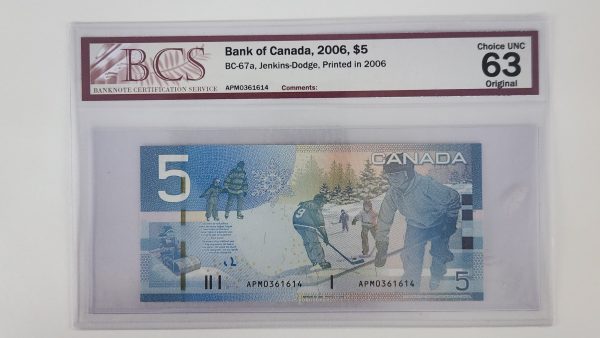 BCS
BANKNOTE CERTIFICATION SERVICE
Bank of Canada, 2006, $5
BC-67a, Jenkins-Dodge, Printed in 2006
APM0361614 Comments:
Choice UNC
63
Original
5
CANADA
9
APM0361614
APM0361614
5